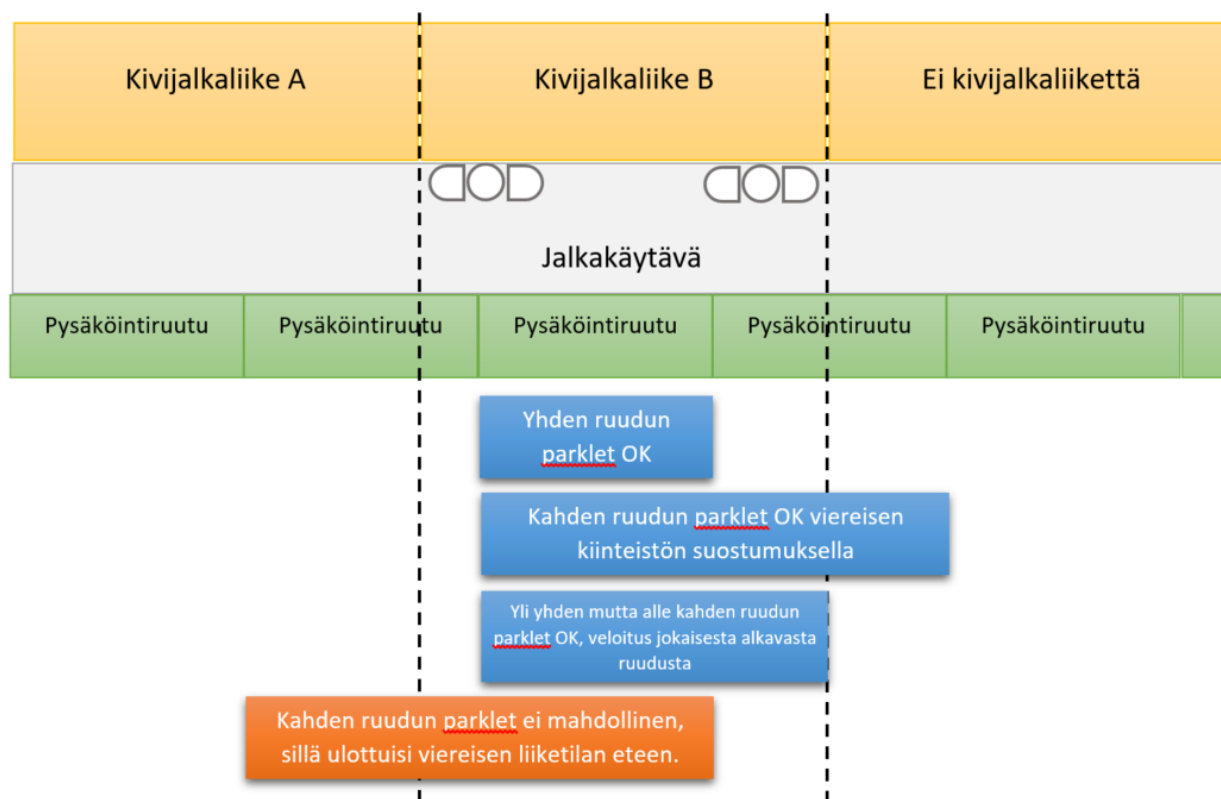 Kivijalkaliike A
Kivijalkaliike B
Ei kivijalkaliikettä
Jalkakäytävä
Pysäköintiruutu
Pysäköintiruutu
Pysäköintiruutu
Pysäköintiruutu
Pysäköintiruutu
Yhden ruudun
parklet OK
Kahden ruudun parklet OK viereisen
kiinteistön suostumuksella
Yli yhden mutta alle kahden ruudun
parklet OK, veloitus jokaisesta alkavasta
ruudusta
Kahden ruudun parklet ei mahdollinen,
sillä ulottuisi viereisen liiketilan eteen.